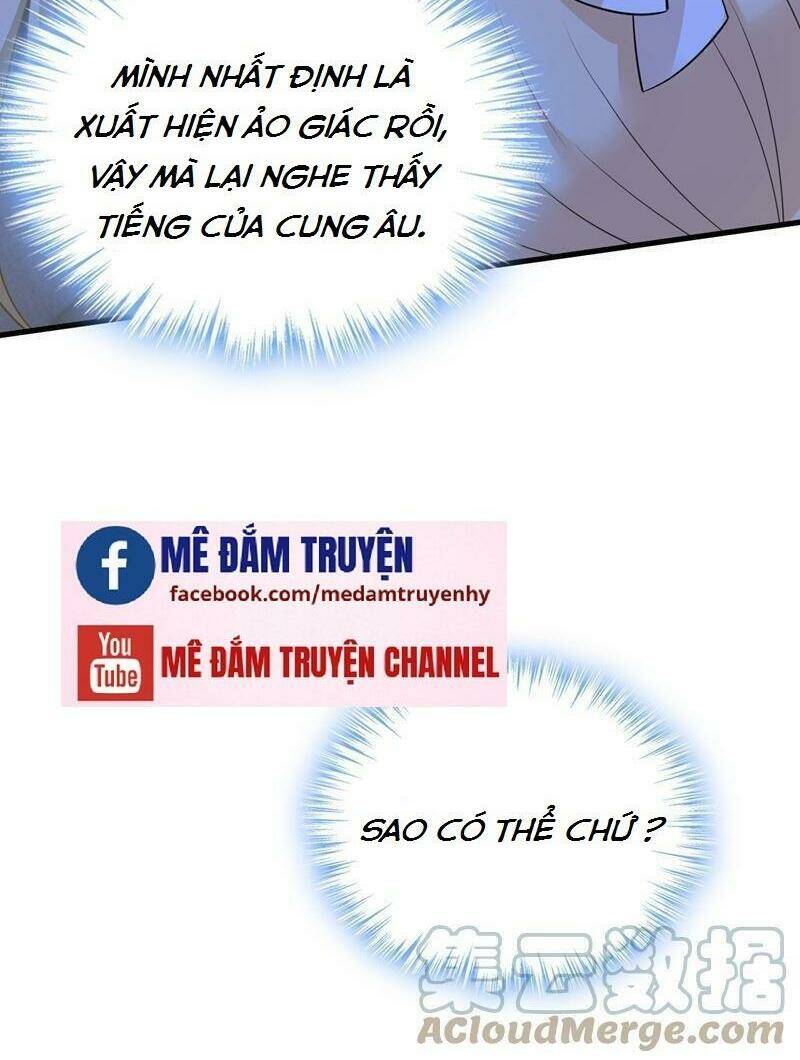 MÌNH NHẤT ĐỊNH LÀ
XUẤT HIỆN ẢO GIÁC RỒI,
VẬY MÀ LẠI NGHE THẤY
TIẾNG CỦA CUNG ÂU.
f MÊ ĐẮM TRUYỆN
facebook.com/medamtruyenhy
You
Tube
MÊ ĐẮM TRUYỆN CHANNEL
SAO CÓ THỂ CHỨ ?
集云数据
ACloudMerge.com